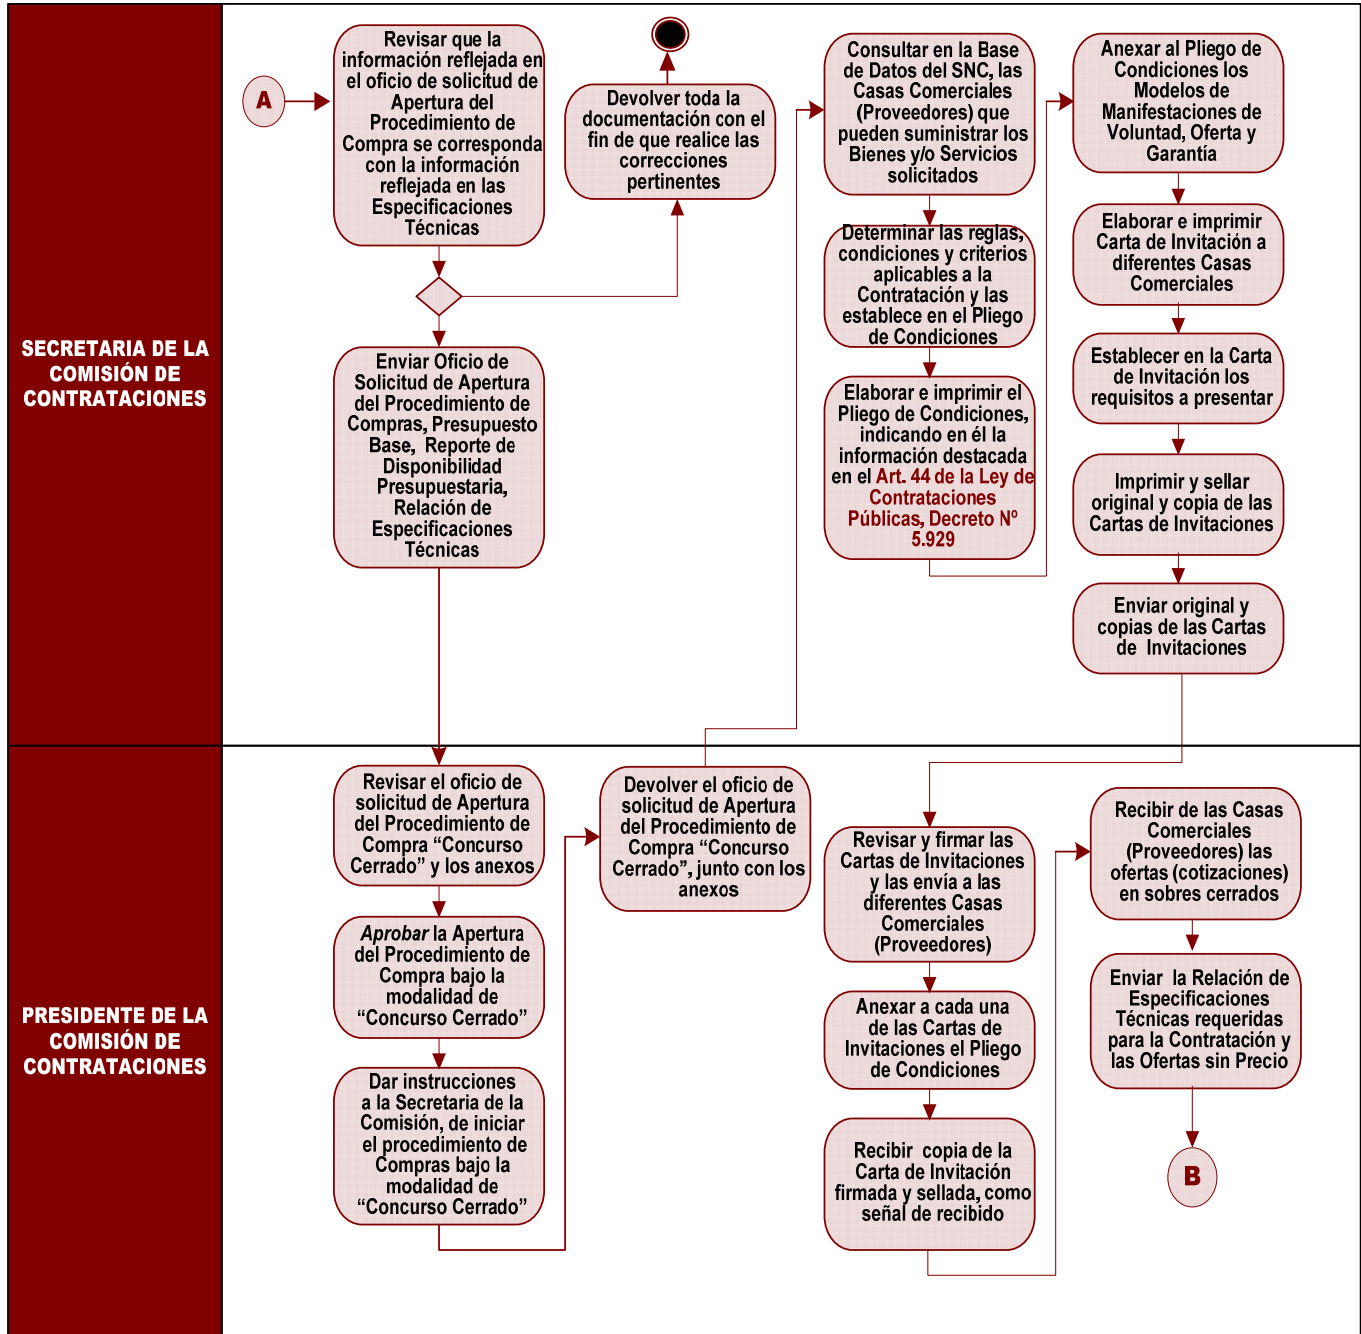 SECRETARIA DE LA
COMISIÓN DE
CONTRATACIONES
A
Revisar que la
información reflejada en
el oficio de solicitud de
Apertura del
Procedimiento de
Compra se corresponda
con la información
reflejada en las
Especificaciones
Técnicas
Devolver toda la
documentación con el
fin de que realice las
correcciones
pertinentes
Enviar Oficio de
Solicitud de Apertura
del Procedimiento de
Compras, Presupuesto
Base, Reporte de
Disponibilidad
Presupuestaria,
Relación de
Especificaciones
Técnicas
Consultar en la Base
de Datos del SNC, las
Casas Comerciales
(Proveedores) que
pueden suministrar los
Bienes y/o Servicios
solicitados
Determinar las reglas,
condiciones y criterios
aplicables a la
Contratación y las
establece en el Pliego
de Condiciones
Elaborar e imprimir el
Pliego de Condiciones,
indicando en él la
información destacada
en el Art. 44 de la Ley de
Contrataciones
Públicas, Decreto Nº
5.929
Anexar al Pliego de
Condiciones los
Modelos de
Manifestaciones de
Voluntad, Oferta y
Garantía
Elaborar e imprimir
Carta de Invitación a
diferentes Casas
Comerciales
Establecer en la Carta
de Invitación los
requisitos a presentar
Imprimir y sellar
original y copia de las
Cartas de Invitaciones
Enviar original y
copias de las Cartas
de Invitaciones
PRESIDENTE DE LA
COMISIÓN DE
CONTRATACIONES
Revisar el oficio de
solicitud de Apertura
del Procedimiento de
Compra “Concurso
Cerrado” y los anexos
Aprobar la Apertura
del Procedimiento de
Compra bajo la
modalidad de
“Concurso Cerrado”
Dar instrucciones
a la Secretaria de la
Comisión, de iniciar
el procedimiento de
Compras bajo la
modalidad de
“Concurso Cerrado”
Devolver el oficio de
solicitud de Apertura
del Procedimiento de
Compra “Concurso
Cerrado”, junto con los
anexos
Revisar y firmar las
Cartas de Invitaciones
y las envía a las
diferentes Casas
Comerciales
(Proveedores)
Anexar a cada una
de las Cartas de
Invitaciones el Pliego
de Condiciones
Recibir copia de la
Carta de Invitación
firmada y sellada, como
señal de recibido
Recibir de las Casas
Comerciales
(Proveedores) las
ofertas (cotizaciones)
en sobres cerrados
Enviar la Relación de
Especificaciones
Técnicas requeridas
para la Contratación y
las Ofertas sin Precio
B